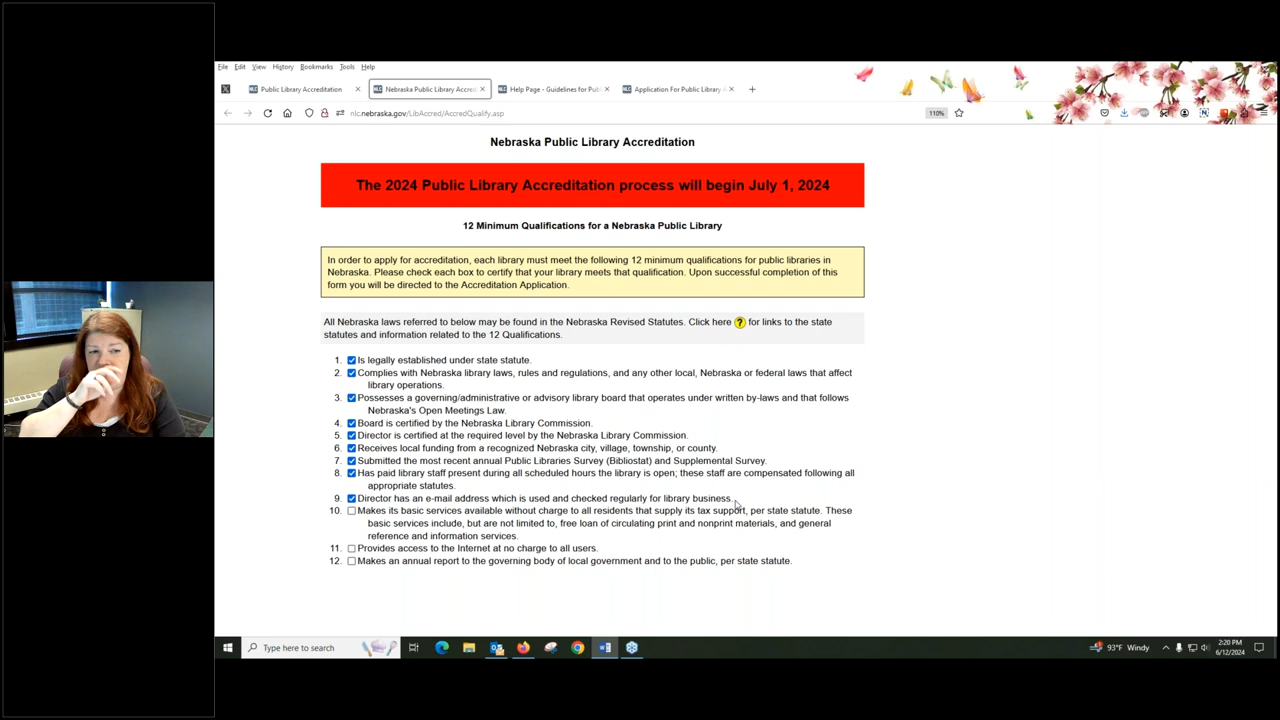 File Edit View History Bookmarks Tools Help
Public Library Accreditation
Nebraska Public Library Accred
Help Page - Guidelines for Publ
Application For Public Library
nlc.nebraska.gov/LibAccred/AccredQualify.asp
110%
Nebraska Public Library Accreditation
The 2024 Public Library Accreditation process will begin July 1, 2024
12 Minimum Qualifications for a Nebraska Public Library
In order to apply for accreditation, each library must meet the following 12 minimum qualifications for public libraries in
Nebraska. Please check each box to certify that your library meets that qualification. Upon successful completion of this
form you will be directed to the Accreditation Application.
All Nebraska laws referred to below may be found in the Nebraska Revised Statutes. Click here ? for links to the state
statutes and information related to the 12 Qualifications.
1. Is legally established under state statute.
2. Complies with Nebraska library laws, rules and regulations, and any other local, Nebraska or federal laws that affect
library operations.
3. Possesses a governing/administrative or advisory library board that operates under written by-laws and that follows
Nebraska's Open Meetings Law.
4. Board is certified by the Nebraska Library Commission.
5. Director is certified at the required level by the Nebraska Library Commission.
6. Receives local funding from a recognized Nebraska city, village, township, or county.
7. Submitted the most recent annual Public Libraries Survey (Bibliostat) and Supplemental Survey.
8. Has paid library staff present during all scheduled hours the library is open; these staff are compensated following all
appropriate statutes.
9. Director has an e-mail address which is used and checked regularly for library business.
10. Makes its basic services available without charge to all residents that supply its tax support, per state statute. These
basic services include, but are not limited to, free loan of circulating print and nonprint materials, and general
reference and information services.
11. Provides access to the Internet at no charge to all users.
12. Makes an annual report to the governing body of local government and to the public, per state statute.
Type here to search
93°F Windy
2:20 PM
6/12/2024